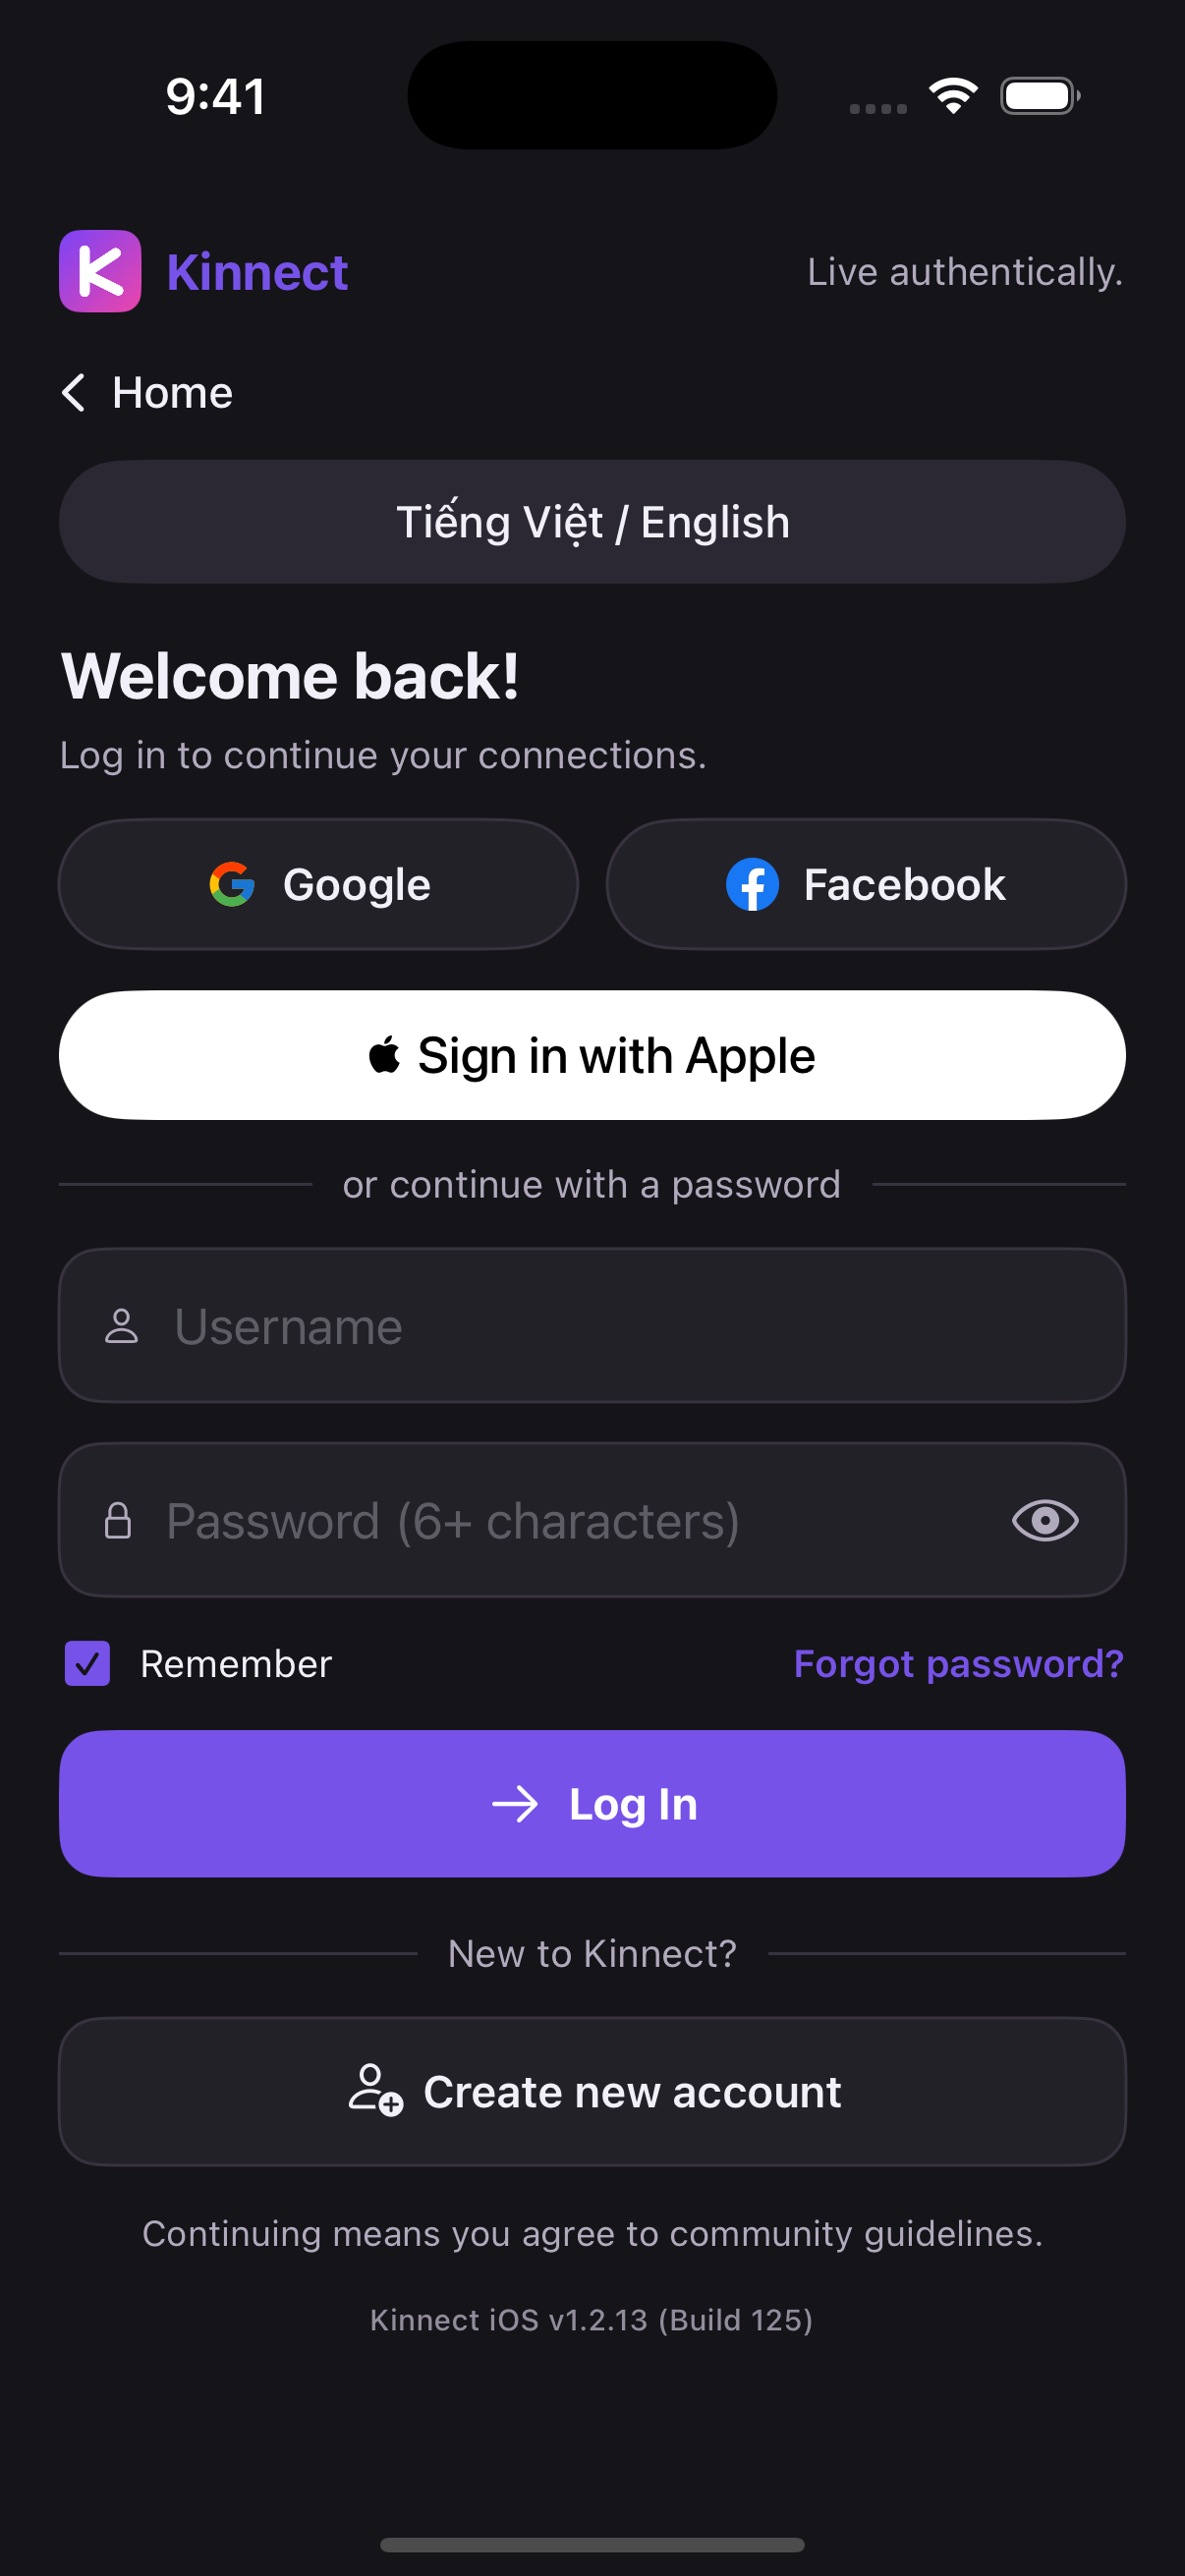 9:41
Kinnect
Live authentically.
Home
Tiếng Việt / English
Welcome back!
Log in to continue your connections.
Google
Facebook
Sign in with Apple
or continue with a password
Username
Password (6+ characters)
Remember
Forgot password?
Log In
New to Kinnect?
Create new account
Continuing means you agree to community guidelines.
Kinnect iOS v1.2.13 (Build 125)